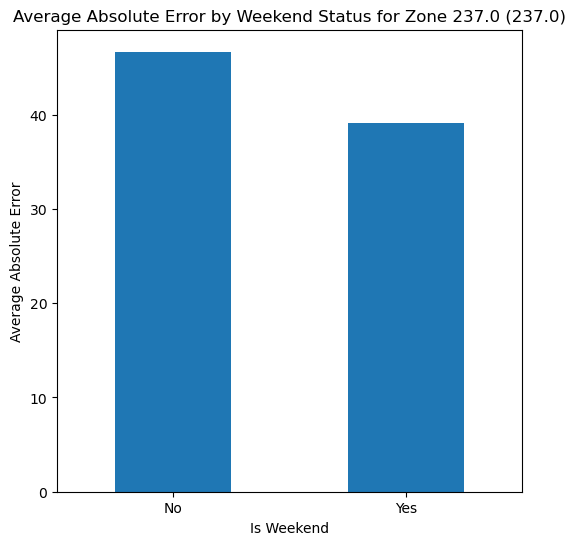 Average Absolute Error by Weekend Status for Zone 237.0 (237.0)
Average Absolute Error
40
30
20
10
0
No Yes
Is Weekend